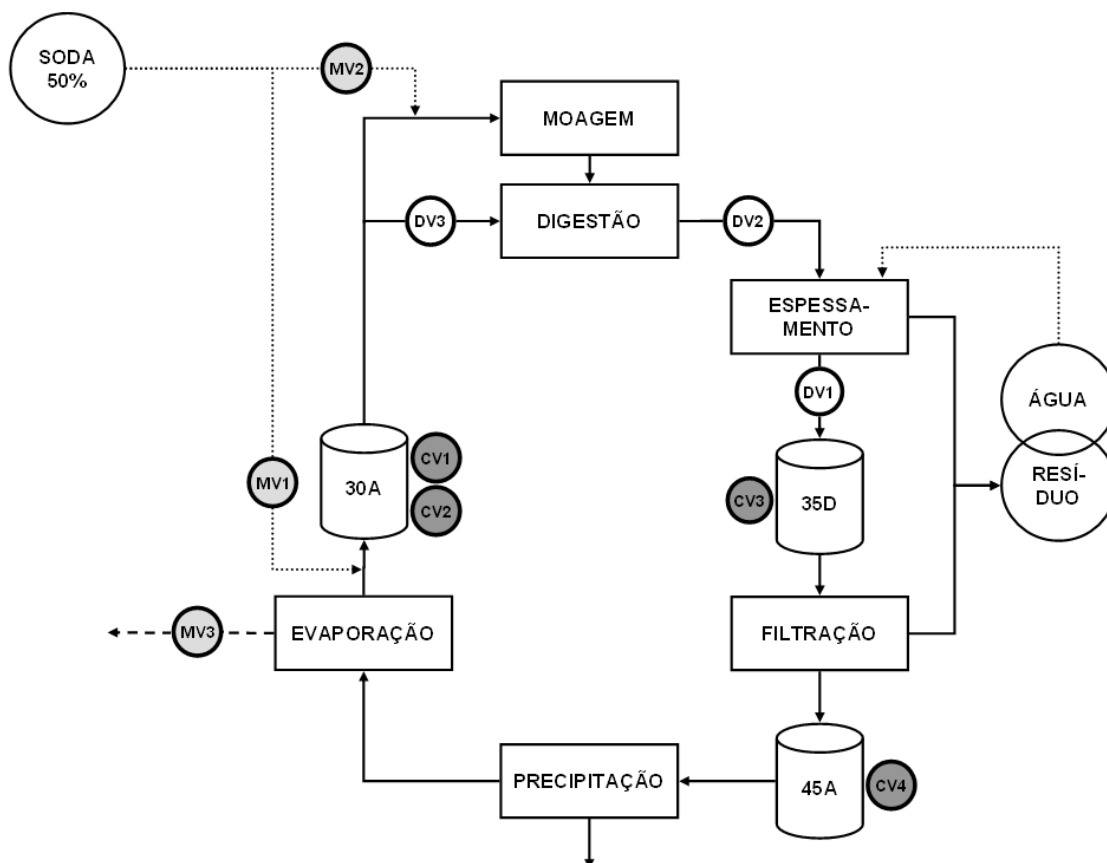 SODA
50%
MV2
MOAGEM
DV3
DIGESTÃO
DV2
ESPESSA-
MENTO
DV1
ÁGUA
RESÍ-
DUO
MV1
30A
CV1
CV2
CV3
35D
MV3
EVAPORAÇÃO
FILTRAÇÃO
PRECIPITAÇÃO
45A
CV4